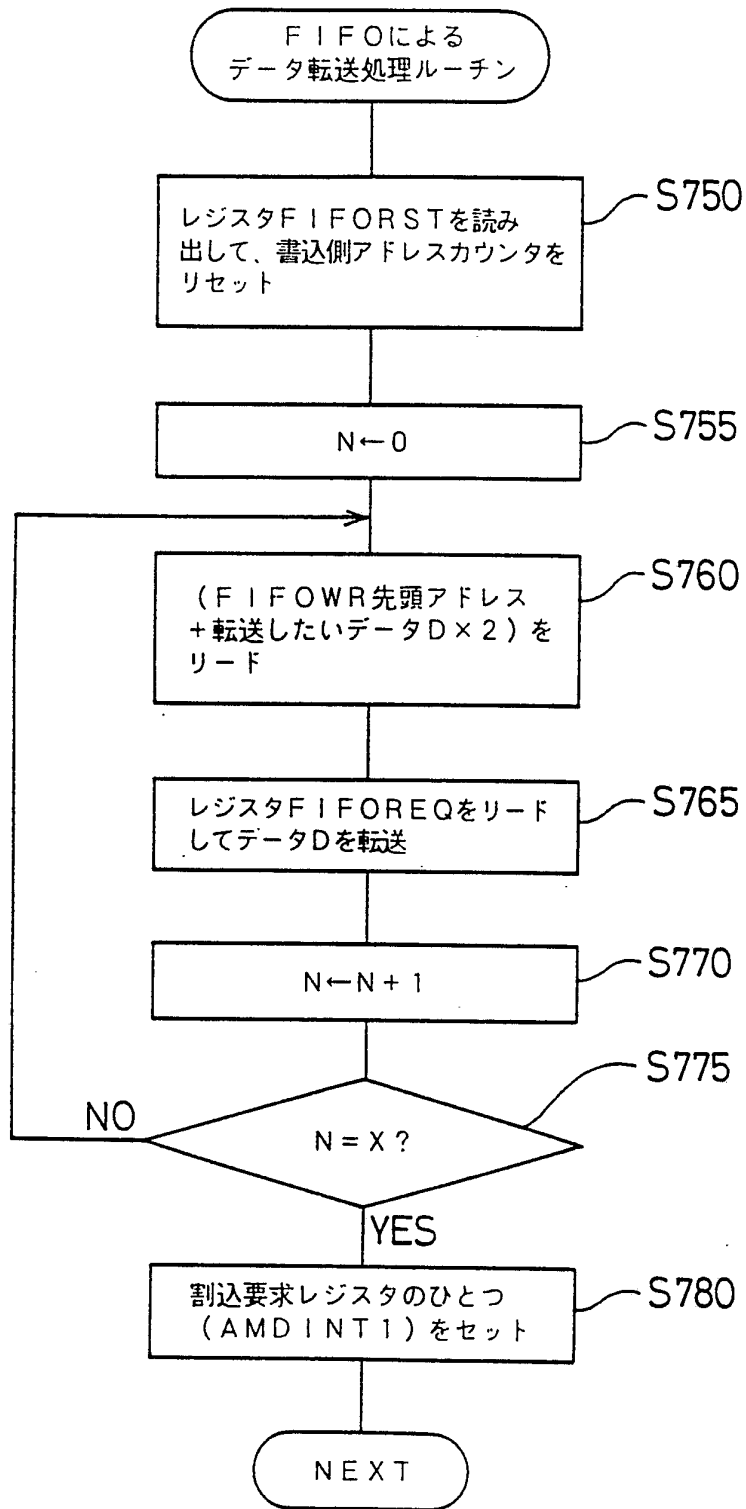 FIFOによる
データ転送処理ルーチン
S750
レジスタFIFORSTを読み
出して、書込側アドレスカウンタを
リセット
S755
N←0
S760
(FIFOWR先頭アドレス
+転送したいデータD×2)を
リード
S765
レジスタFIFOREQをリード
してデータDを転送
S770
N←N+1
S775
NO
N=X?
YES
S780
割込要求レジスタのひとつ
(AMDINT1)をセット
NEXT